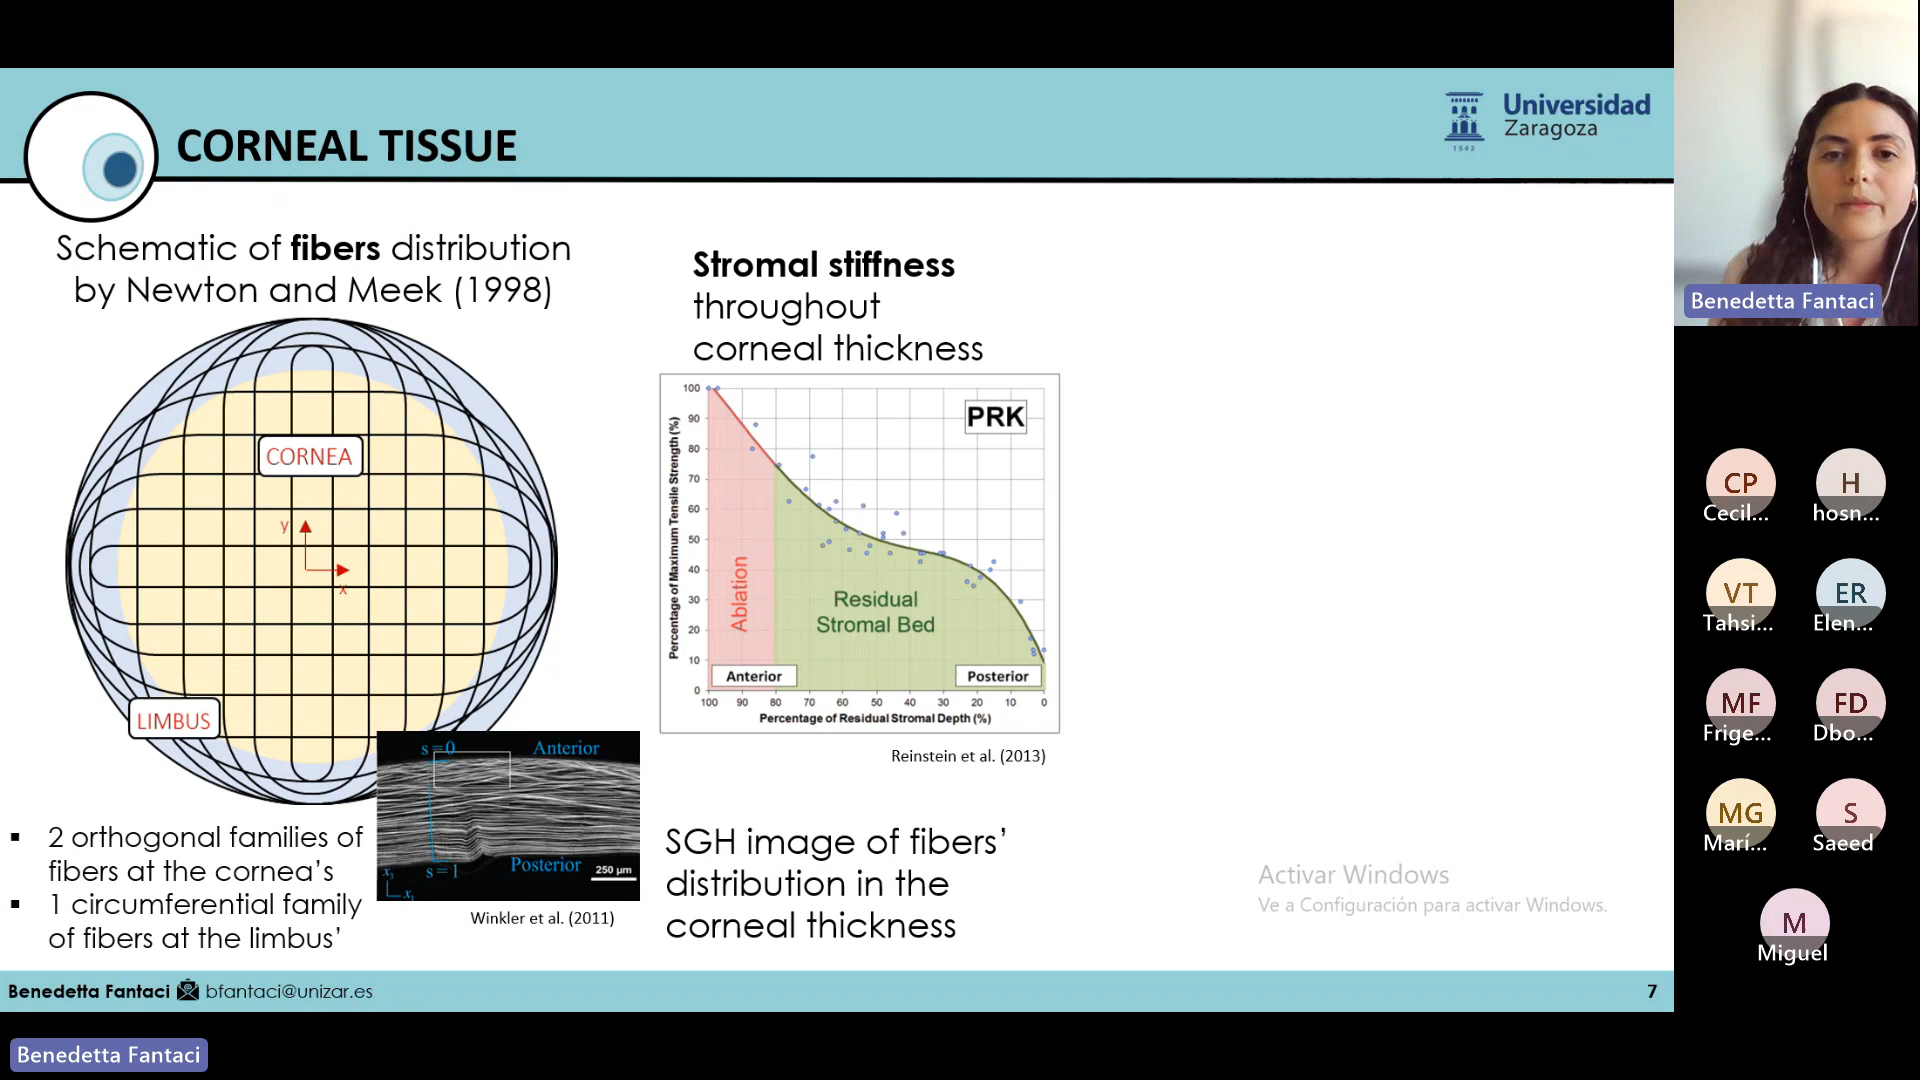 CORNEAL TISSUE
Universidad
Zaragoza
1542
Schematic of fibers distribution
by Newton and Meek (1998)
CORNEA
y
x
LIMBUS
2 orthogonal families of
fibers at the cornea’s
1 circumferential family
of fibers at the limbus’
s=0
Anterior
Posterior
s=1
250 µm
x₃
x₁
Winkler et al. (2011)
Stromal stiffness
throughout
corneal thickness
PRK
Percentage of Maximum Tensile Strength (%)
100
90
80
70
60
50
40
30
20
10
0
Ablation
Residual
Stromal Bed
Anterior
Posterior
100 90 80 70 60 50 40 30 20 10 0
Percentage of Residual Stromal Depth (%)
Reinstein et al. (2013)
SGH image of fibers’
distribution in the
corneal thickness
Activar Windows
Ve a Configuración para activar Windows.
Benedetta Fantaci bfantaci@unizar.es
7
Benedetta Fantaci
Benedetta Fantaci
CP
Cecil...
H
hosn...
VT
Tahsi...
ER
Elen...
MF
Frige...
FD
Dbo...
MG
Marí...
S
Saeed
M
Miguel